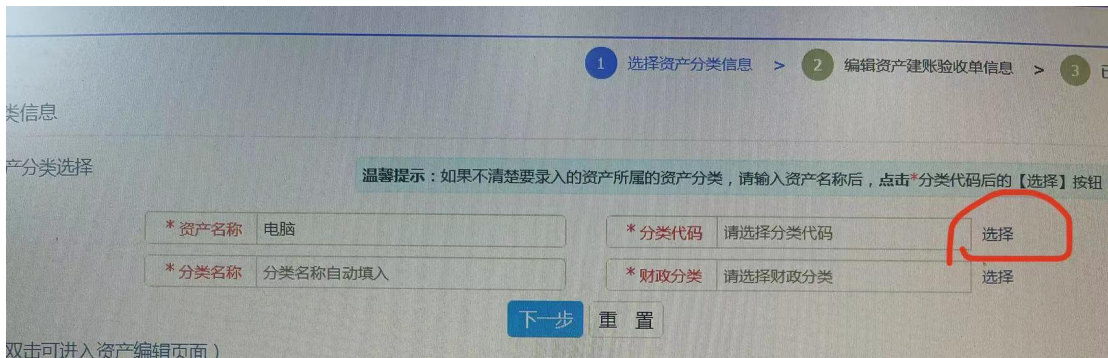 1 选择资产分类信息 > 2 编辑资产建账验收单信息 > 3
类信息
产分类选择
温馨提示：如果不清楚要录入的资产所属的资产分类，请输入资产名称后，点击*分类代码后的【选择】按钮
*资产名称 电脑 *分类代码 请选择分类代码 选择
*分类名称 分类名称自动填入 *财政分类 请选择财政分类 选择
下一步 重 置
双击可进入资产编辑页面）